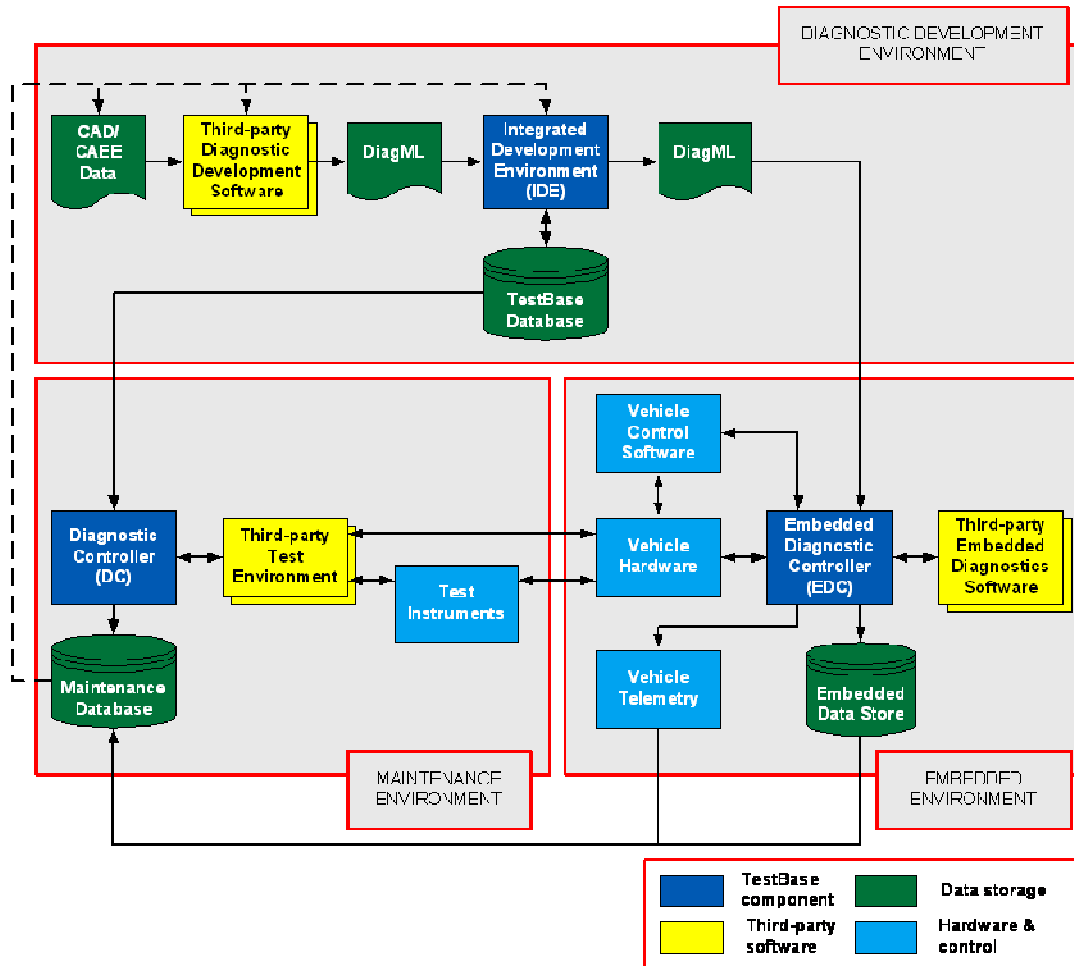 DIAGNOSTIC DEVELOPMENT
ENVIRONMENT
CAD/
CAEE
Data
Third-party
Diagnostic
Development
Software
DiagML
Integrated
Development
Environment
(IDE)
DiagML
TestBase
Database
Vehicle
Control
Software
Diagnostic
Controller
(DC)
Third-party
Test
Environment
Test
Instruments
Vehicle
Hardware
Embedded
Diagnostic
Controller
(EDC)
Third-party
Embedded
Diagnostics
Software
Maintenance
Database
Vehicle
Telemetry
Embedded
Data Store
MAINTENANCE
ENVIRONMENT
EMBEDDED
ENVIRONMENT
TestBase
component
Data storage
Third-party
software
Hardware &
control